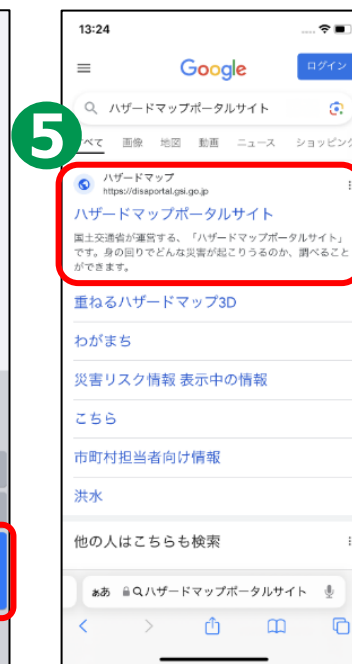 13:24
Google
ログイン
ハザードマップポータルサイト
5
べて 画像 地図 動画 ニュース ショッピング
ハザードマップ
https://disaportal.gsi.go.jp
ハザードマップポータルサイト
国土交通省が運営する、「ハザードマップポータルサイト」
です。身の回りでどんな災害が起こりうるのか、調べること
ができます。
重ねるハザードマップ3D
わがまち
災害リスク情報 表示中の情報
こちら
市町村担当者向け情報
洪水
他の人はこちらも検索
ぁあ ハザードマップポータルサイト